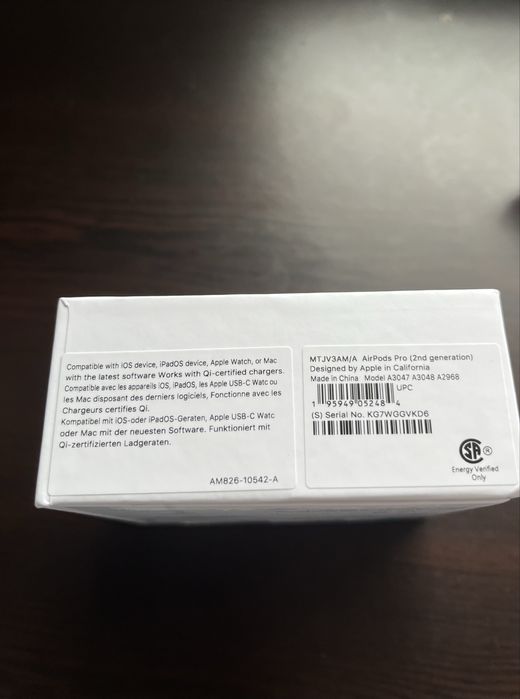 Compatible with iOS device, iPadOS device, Apple Watch, or Mac
with the latest software Works with Qi-certified chargers.
Compatible avec les appareils iOS, iPadOS, les Apple USB-C Watc ou
les Mac disposant des derniers logiciels, Fonctionne avec les
Chargeurs certifies Qi.
Kompatibel mit iOS-oder iPadOS-Geraten, Apple USB-C Watc
oder Mac mit der neuesten Software. Funktioniert mit
Qi-zertifizierten Ladgeraten.
AM826-10542-A
MTJV3AM/A AirPods Pro (2nd generation)
Designed by Apple in California
Made in China Model A3047 A3048 A2968
UPC
1 95949 05248 4
(S) Serial No. KG7WGGVKD6
SA ®
Energy Verified
Only